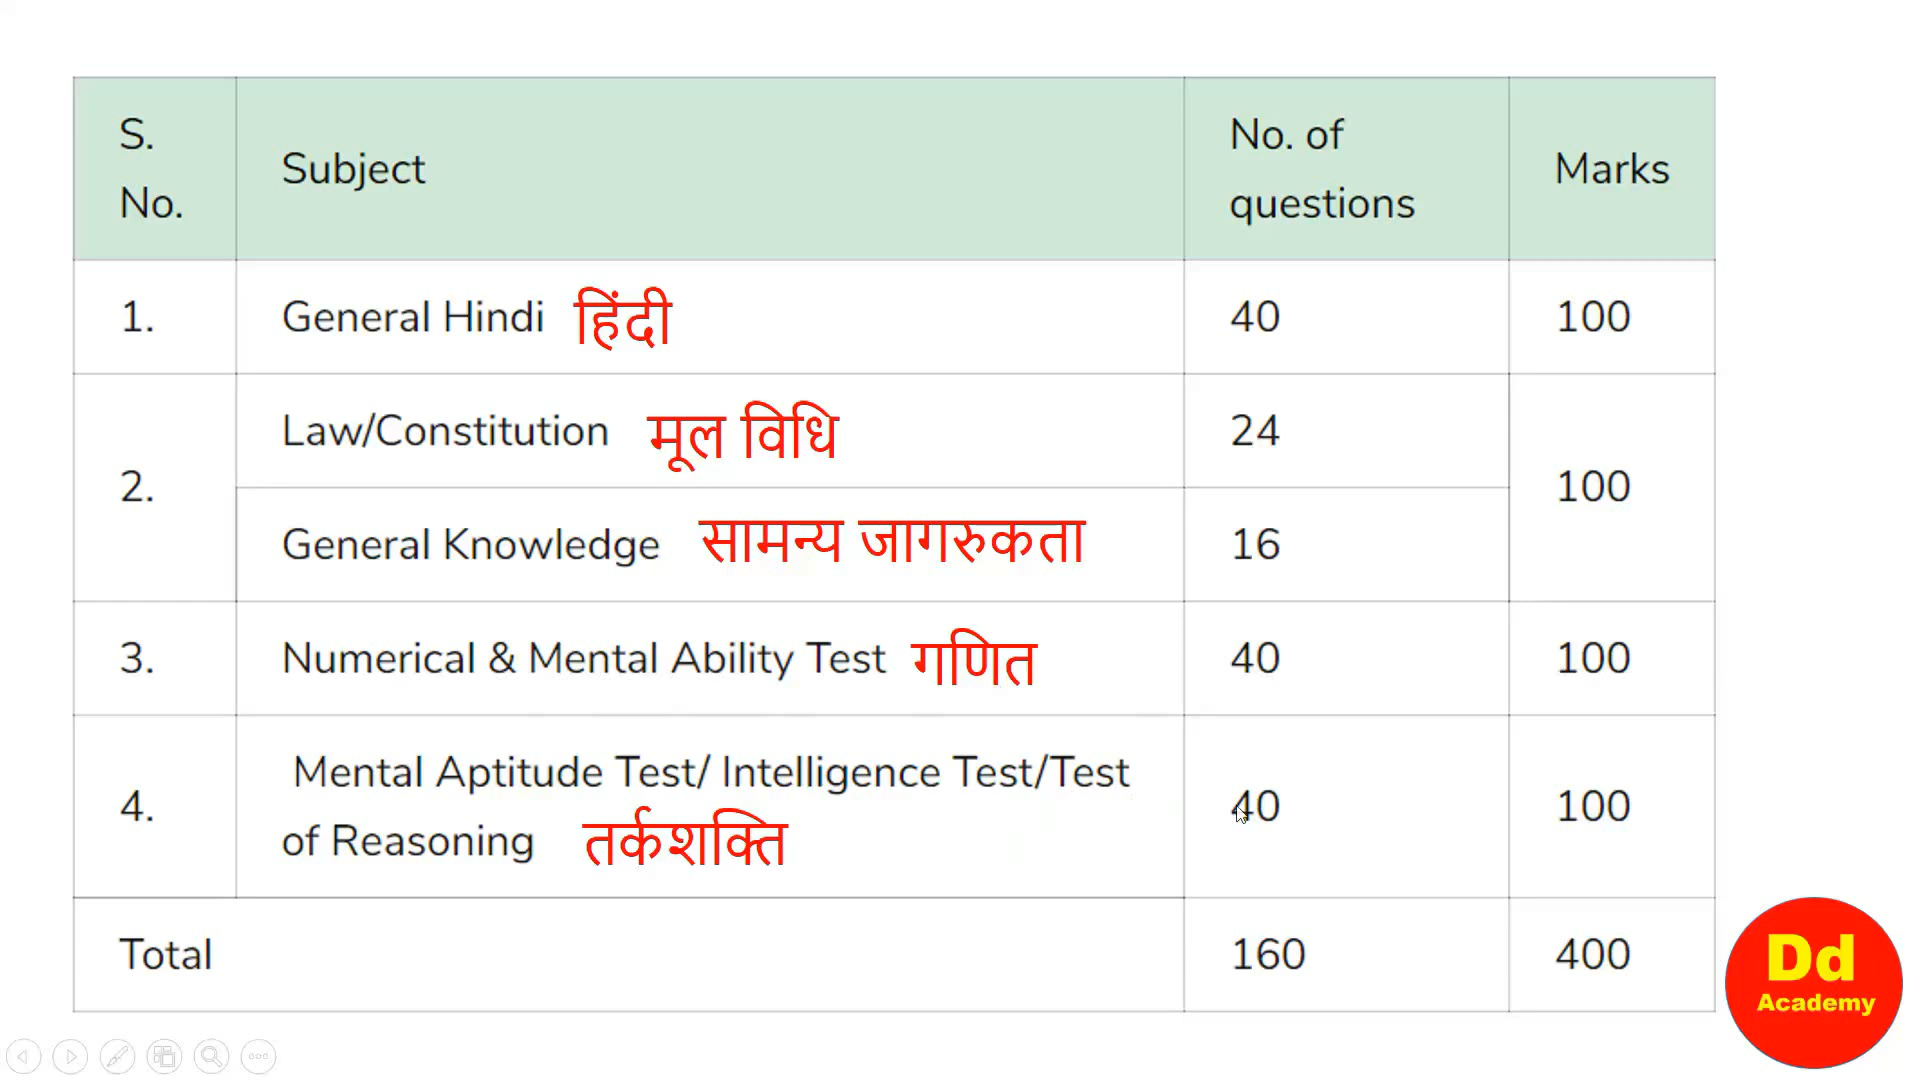 S. No. Subject No. of questions Marks
1. General Hindi हिंदी 40 100
2. Law/Constitution मूल विधि 24 100
General Knowledge सामन्य जागरुकता 16
3. Numerical & Mental Ability Test गणित 40 100
4. Mental Aptitude Test/ Intelligence Test/Test 40 100
of Reasoning तर्कशक्ति
Total 160 400
Dd
Academy